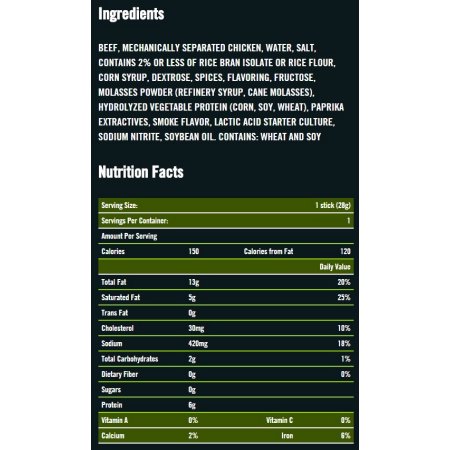 Ingredients
BEEF, MECHANICALLY SEPARATED CHICKEN, WATER, SALT,
CONTAINS 2% OR LESS OF RICE BRAN ISOLATE OR RICE FLOUR,
CORN SYRUP, DEXTROSE, SPICES, FLAVORING, FRUCTOSE,
MOLASSES POWDER (REFINERY SYRUP, CANE MOLASSES),
HYDROLYZED VEGETABLE PROTEIN (CORN, SOY, WHEAT), PAPRIKA
EXTRACTIVES, SMOKE FLAVOR, LACTIC ACID STARTER CULTURE,
SODIUM NITRITE, SOYBEAN OIL. CONTAINS: WHEAT AND SOY
Nutrition Facts
Serving Size: 1 stick (28g)
Servings Per Container: 1
Amount Per Serving
Calories 150 Calories from Fat 120
Daily Value
Total Fat 13g 20%
Saturated Fat 5g 25%
Trans Fat 0g
Cholesterol 30mg 10%
Sodium 420mg 18%
Total Carbohydrates 2g 1%
Dietary Fiber 0g 0%
Sugars 0g
Protein 6g
Vitamin A 0% Vitamin C 0%
Calcium 2% Iron 6%